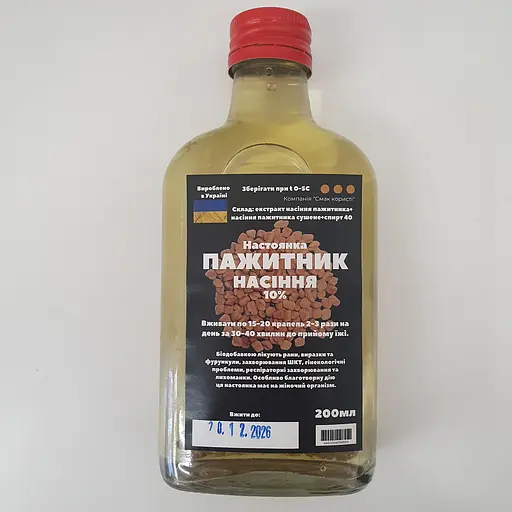 Вироблено
в Україні
Зберігати при t 0-5С
Компанія "Смак користі"
Склад: екстракт насіння пажитника+
насіння пажитника сушене+спирт 40
Настоянка
ПАЖИТНИК
НАСІННЯ
10%
Вживати по 15-20 крапель 2-3 рази на
день за 30-40 хвилин до прийому їжі.
Біодобавкою лікують рани, виразки та
фурункули, захворювання ШКТ, гінекологічні
проблеми, респіраторні захворювання та
лихоманки. Особливо благотворну дію
ця настоянка має на жіночий організм.
Вжити до:
200мл
20.12.2026